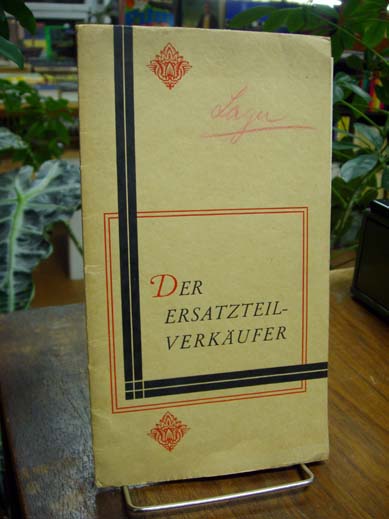 Lager
DER
ERSATZTEIL-
VERKÄUFER